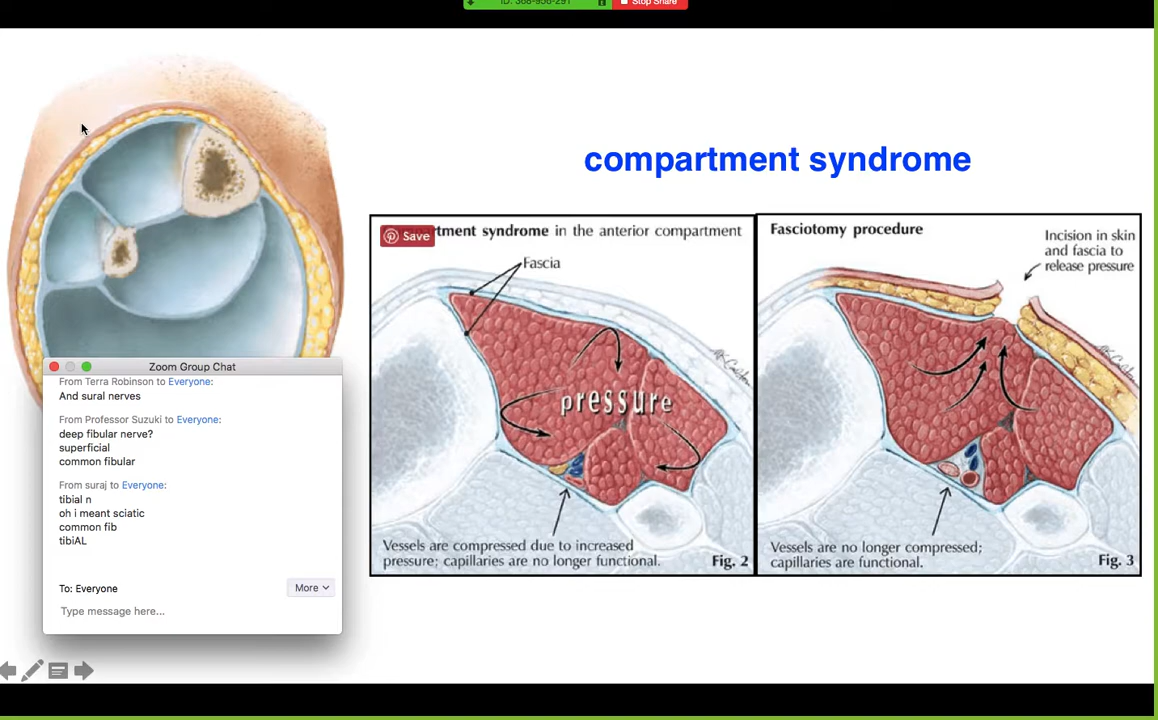 ID: 368-956-291
Stop Share
compartment syndrome
Save
tment syndrome in the anterior compartment
Fascia
pressure
Vessels are compressed due to increased
pressure; capillaries are no longer functional.
Fig. 2
Fasciotomy procedure
Incision in skin
and fascia to
release pressure
Vessels are no longer compressed;
capillaries are functional.
Fig. 3
Zoom Group Chat
From Terra Robinson to Everyone:
And sural nerves
From Professor Suzuki to Everyone:
deep fibular nerve?
superficial
common fibular
From suraj to Everyone:
tibial n
oh i meant sciatic
common fib
tibiAL
To: Everyone
More
Type message here...